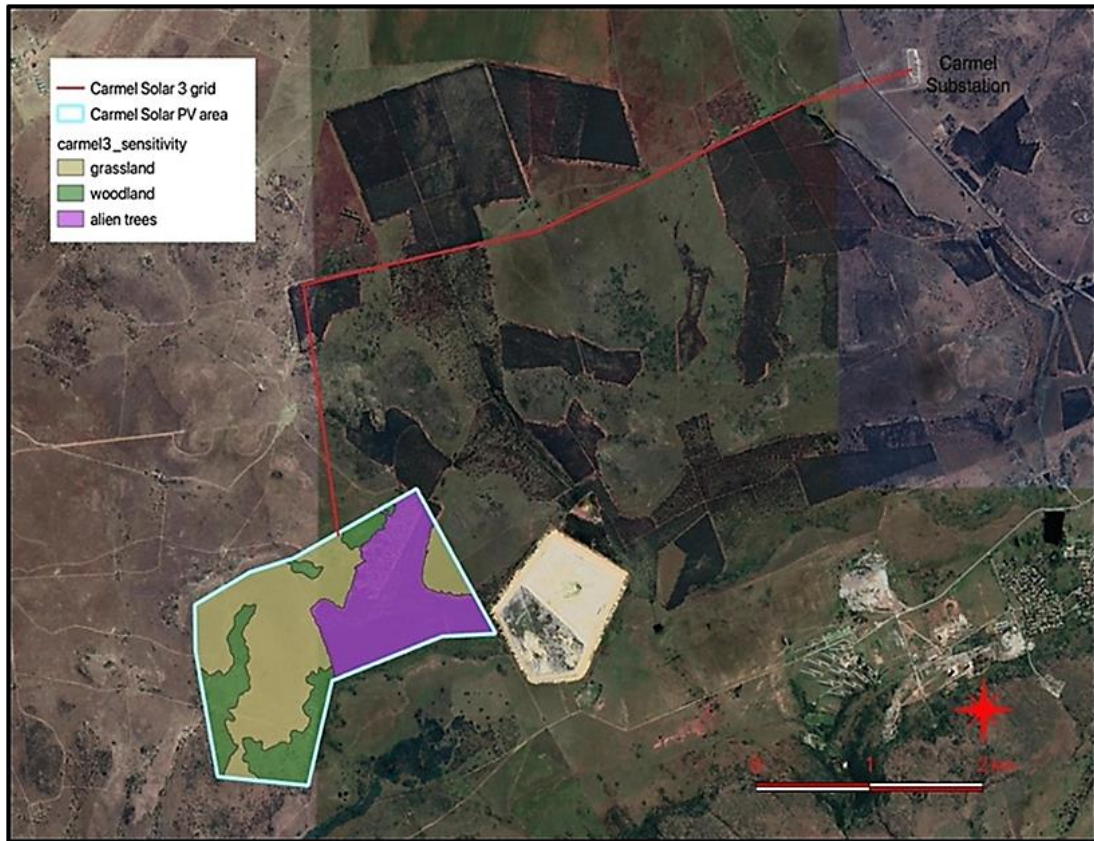 Carmel Solar 3 grid
Carmel Solar PV area
carmel3_sensitivity
grassland
woodland
alien trees
Carmel
Substation
0 1 2 km